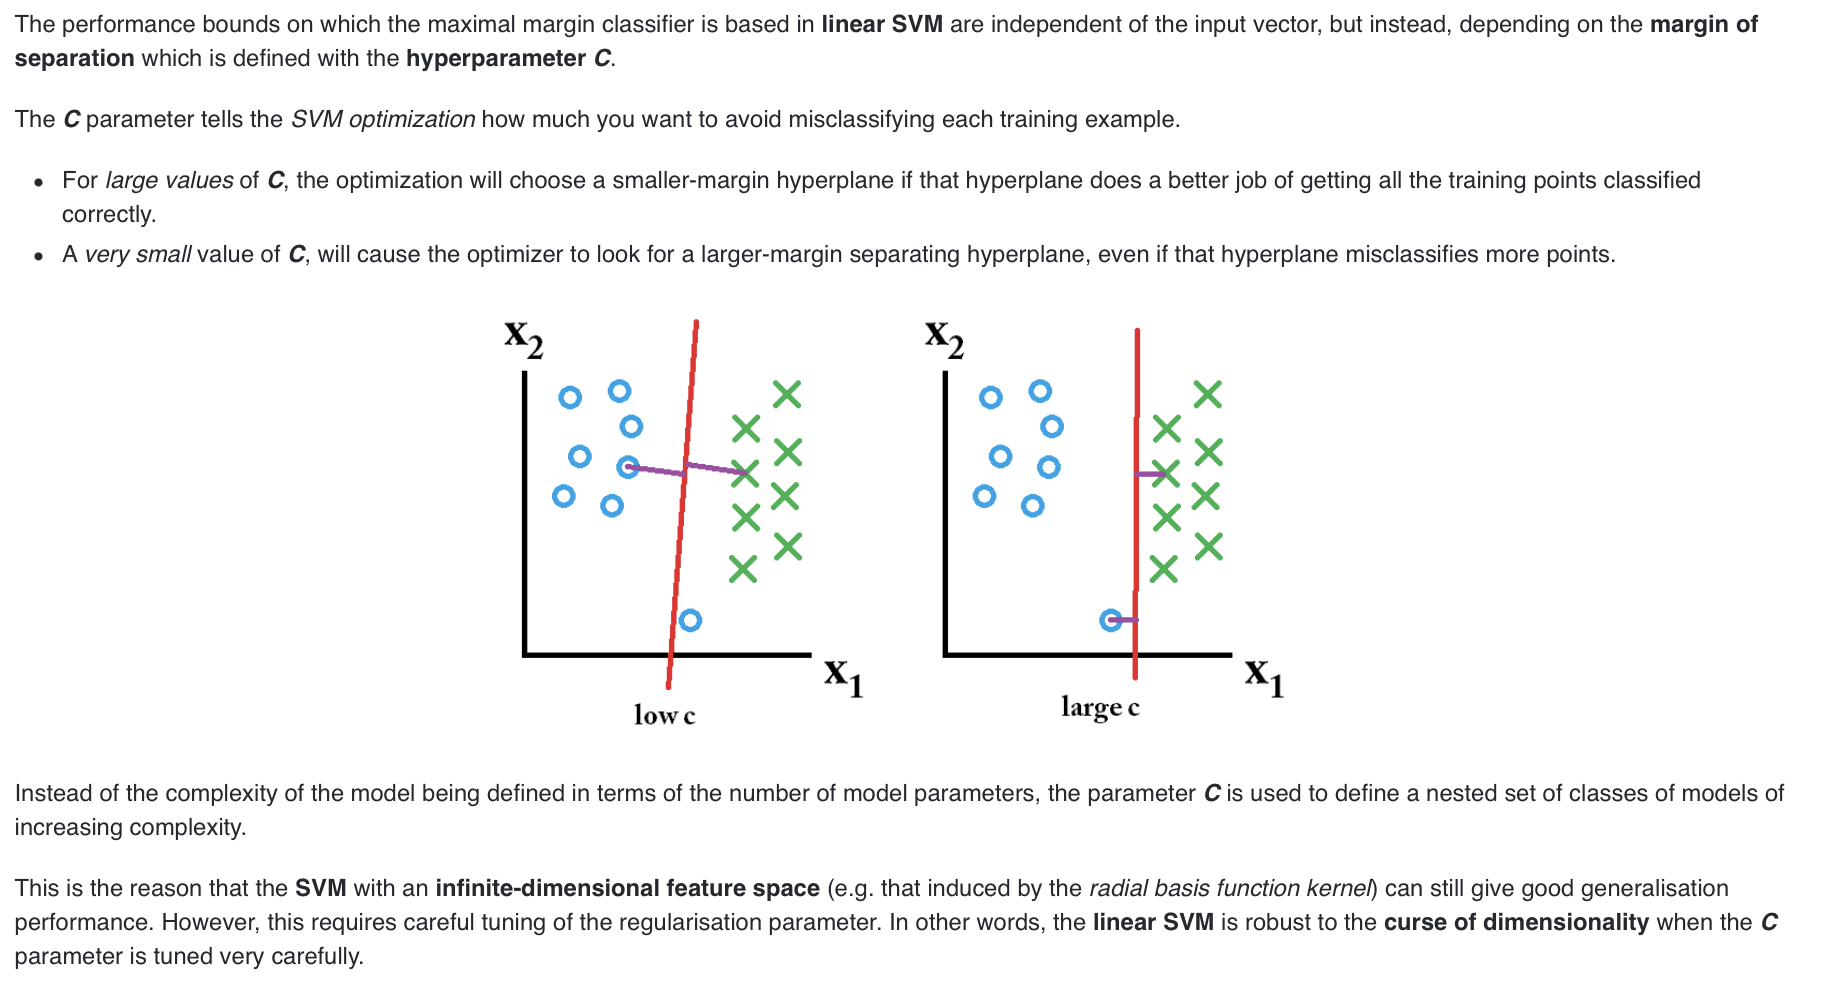 The performance bounds on which the maximal margin classifier is based in linear SVM are independent of the input vector, but instead, depending on the margin of
separation which is defined with the hyperparameter C.
The C parameter tells the SVM optimization how much you want to avoid misclassifying each training example.
• For large values of C, the optimization will choose a smaller-margin hyperplane if that hyperplane does a better job of getting all the training points classified
correctly.
• A very small value of C, will cause the optimizer to look for a larger-margin separating hyperplane, even if that hyperplane misclassifies more points.
x2
x1
low c
x2
x1
large c
Instead of the complexity of the model being defined in terms of the number of model parameters, the parameter C is used to define a nested set of classes of models of
increasing complexity.
This is the reason that the SVM with an infinite-dimensional feature space (e.g. that induced by the radial basis function kernel) can still give good generalisation
performance. However, this requires careful tuning of the regularisation parameter. In other words, the linear SVM is robust to the curse of dimensionality when the C
parameter is tuned very carefully.